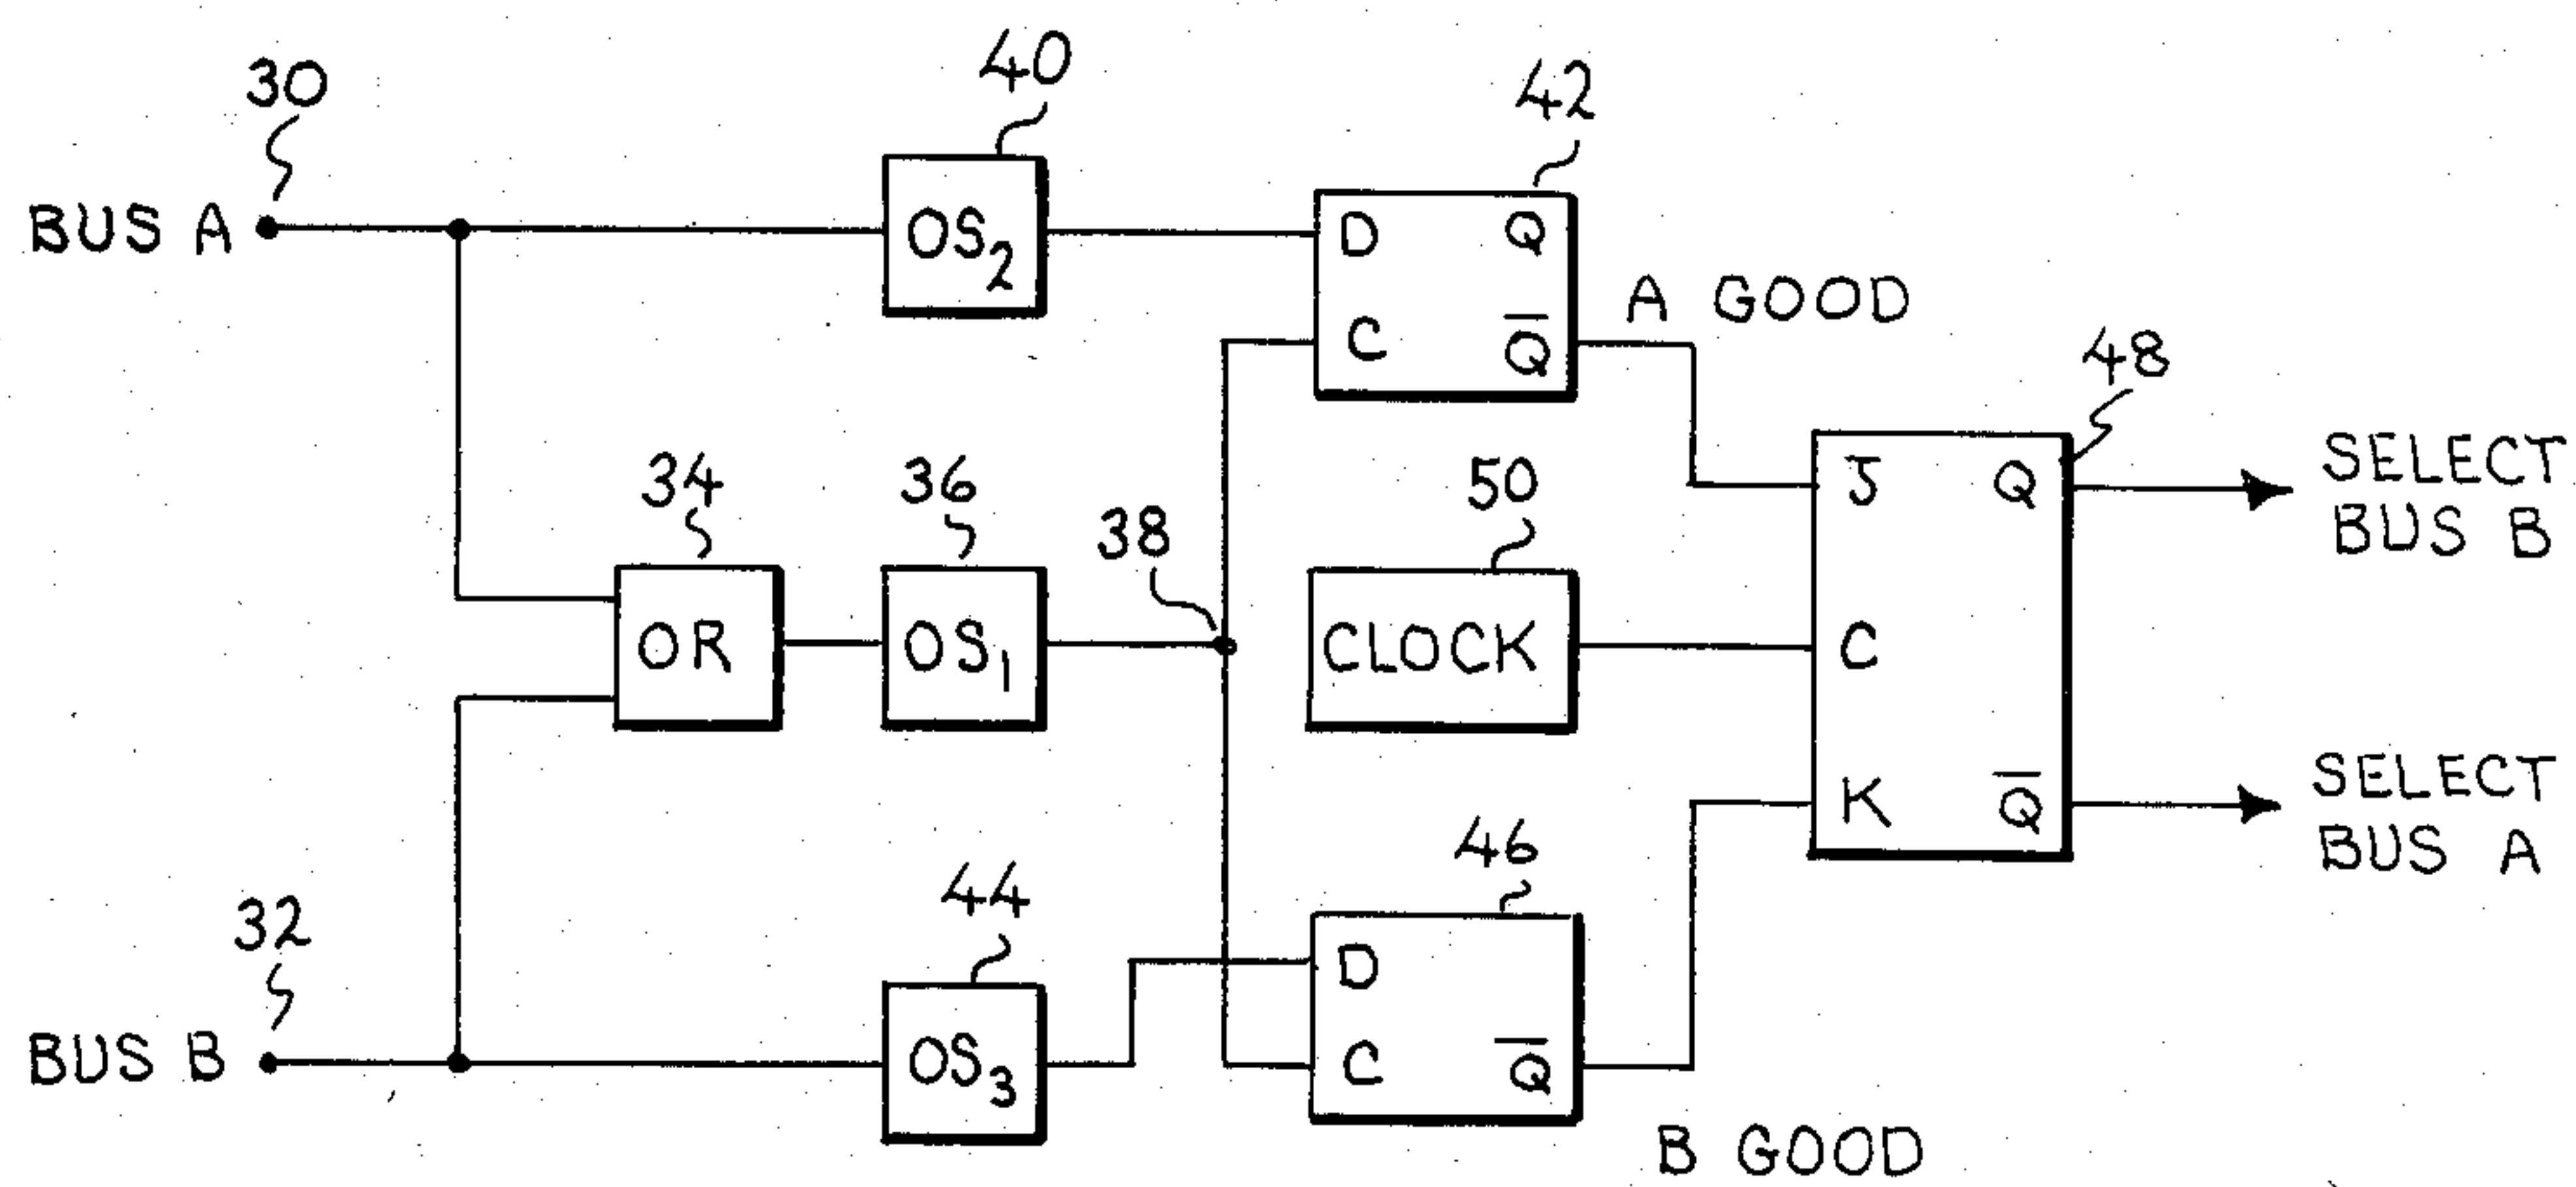 30
40
42
BUS A
OS₂
D
Q
C
Q̅
A GOOD
48
34
36
38
50
OR
OS₁
CLOCK
J
Q
C
K
Q̅
SELECT
BUS B
SELECT
BUS A
32
44
46
BUS B
OS₃
D
C
Q̅
B GOOD